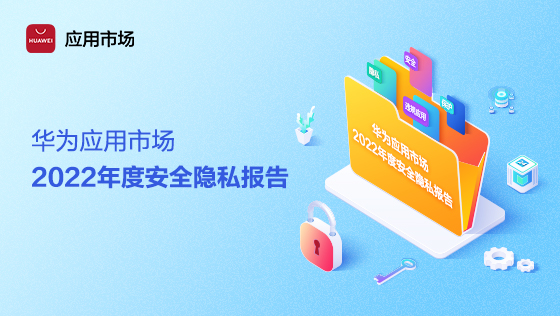 HUAWEI
应用市场
华为应用市场
2022年度安全隐私报告
安全
隐私
保护
违规应用
华为应用市场
2022年度安全隐私报告